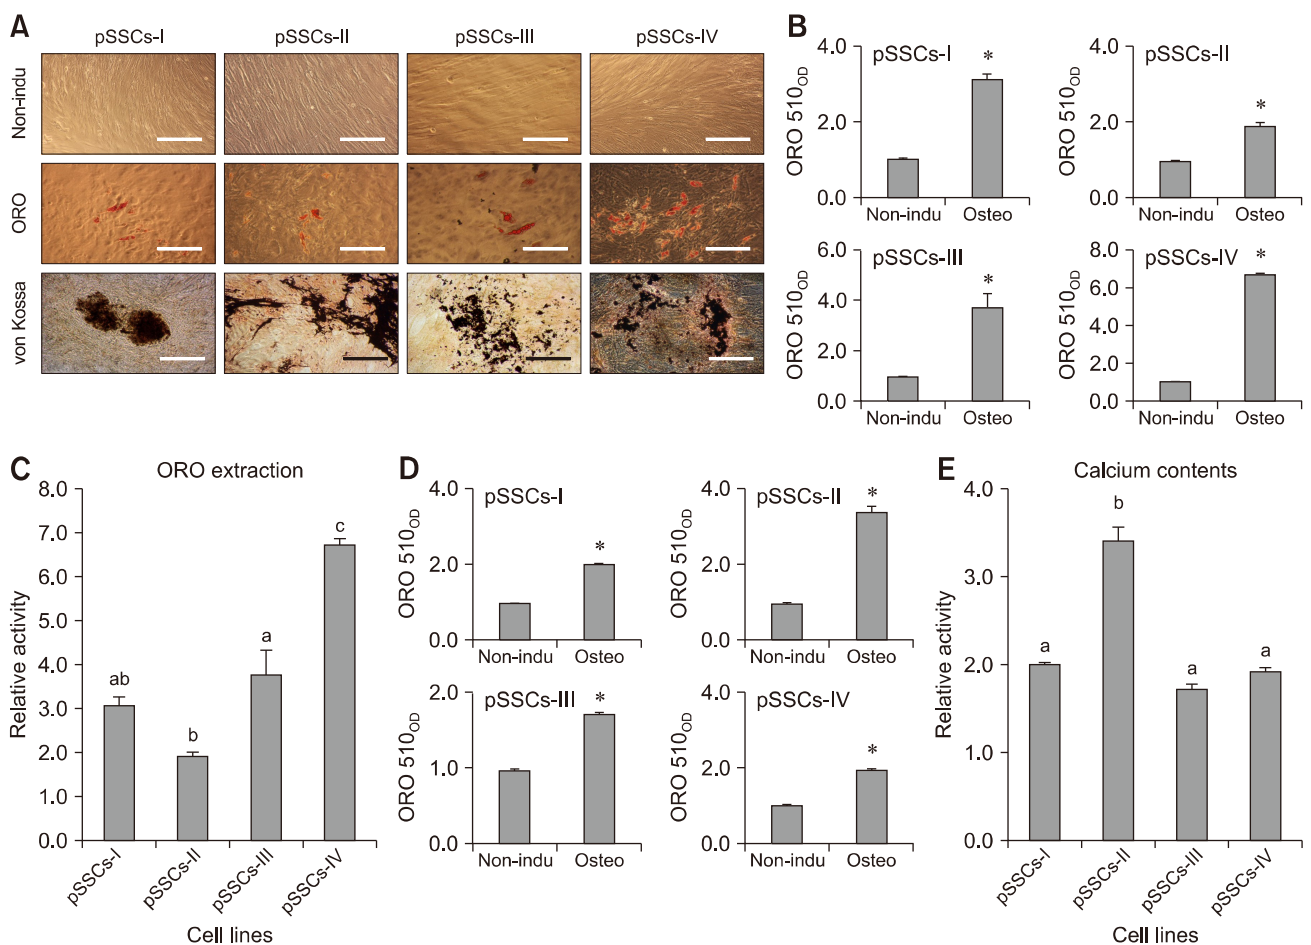 A
pSSCs-I pSSCs-II pSSCs-III pSSCs-IV
Non-indu
ORO
von Kossa
B
pSSCs-I
ORO 510OD
4.0
2.0
0.0
*
Non-indu Osteo
pSSCs-II
ORO 510OD
4.0
2.0
0.0
*
Non-indu Osteo
pSSCs-III
ORO 510OD
6.0
4.0
2.0
0.0
*
Non-indu Osteo
pSSCs-IV
ORO 510OD
8.0
6.0
4.0
2.0
0.0
*
Non-indu Osteo
C
ORO extraction
Relative activity
8.0
7.0
6.0
5.0
4.0
3.0
2.0
1.0
0.0
ab b a c
pSSCs-I pSSCs-II pSSCs-III pSSCs-IV
Cell lines
D
pSSCs-I
ORO 510OD
4.0
2.0
0.0
*
Non-indu Osteo
pSSCs-II
ORO 510OD
4.0
2.0
0.0
*
Non-indu Osteo
pSSCs-III
ORO 510OD
2.0
1.0
0.0
*
Non-indu Osteo
pSSCs-IV
ORO 510OD
4.0
2.0
0.0
*
Non-indu Osteo
E
Calcium contents
Relative activity
4.0
4.0
3.0
3.0
2.0
2.0
1.0
1.0
0.0
a b a a
pSSCs-I pSSCs-II pSSCs-III pSSCs-IV
Cell lines